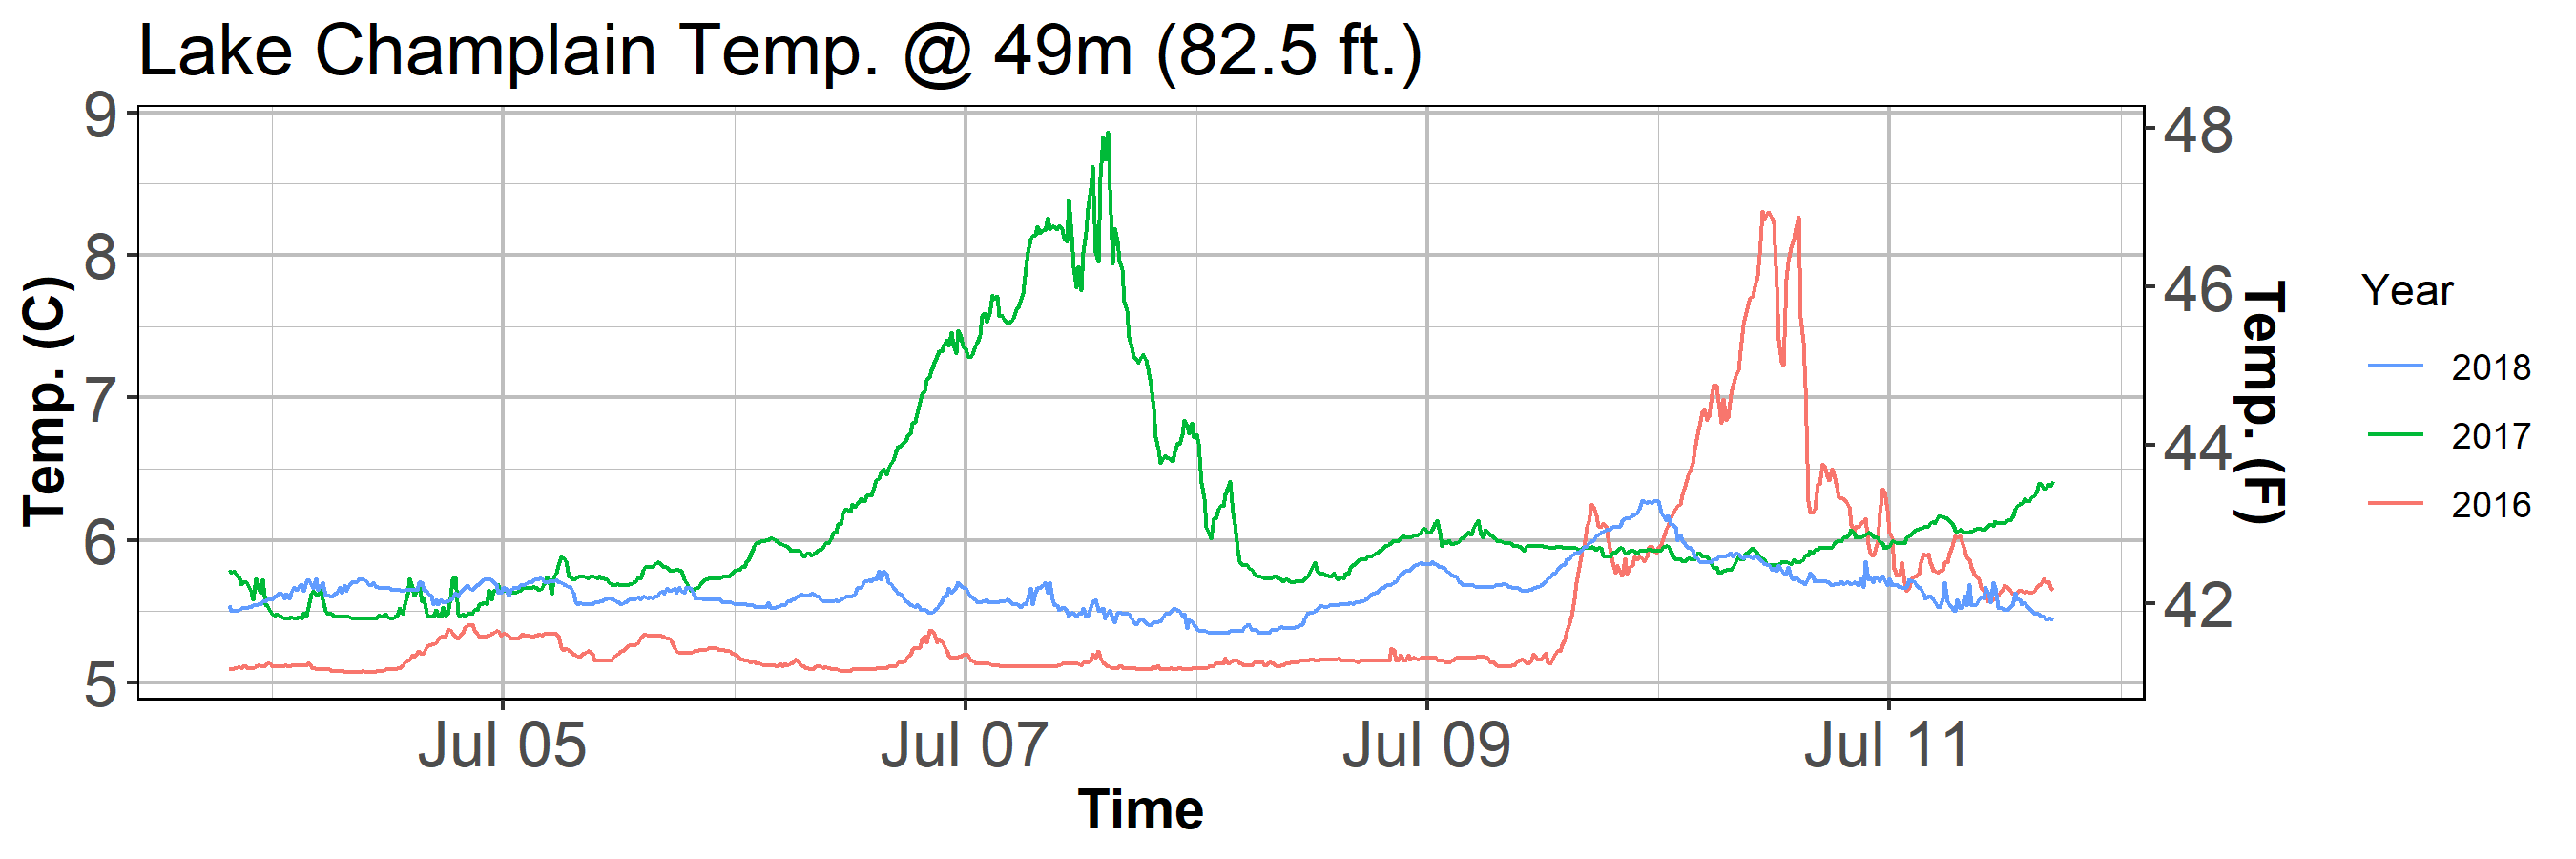 Lake Champlain Temp. @ 49m (82.5 ft.)
9
8
7
6
5
Temp. (C)
48
46
44
42
Temp. (F)
Jul 05
Jul 07
Jul 09
Jul 11
Time
Year
2018
2017
2016